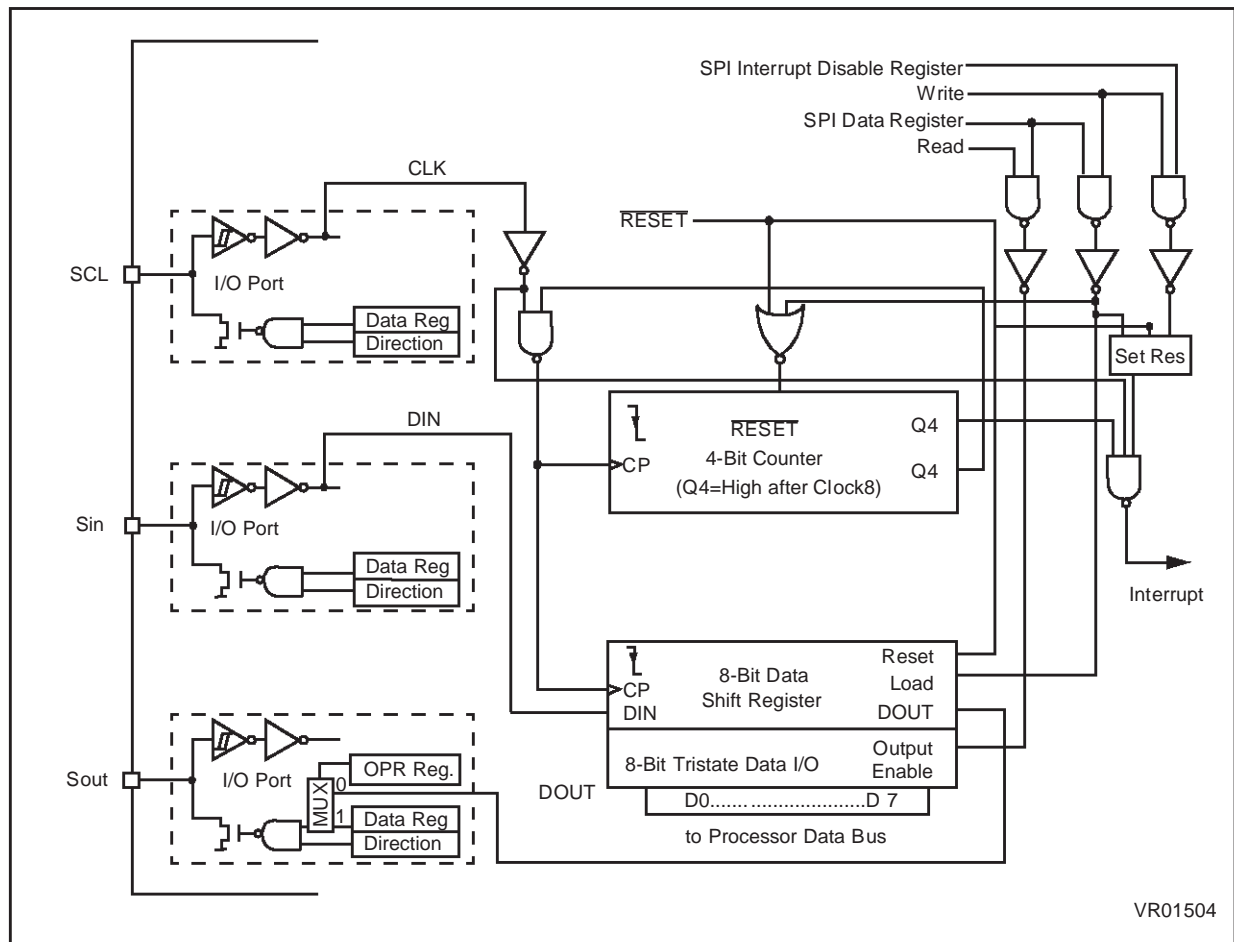 SPI Interrupt Disable Register
Write
SPI Data Register
Read
CLK
RESET
SCL
I/O Port
Data Reg
Direction
Set Res
DIN
RESET
Q4
4-Bit Counter
CP
Q4
(Q4=High after Clock8)
Sin
I/O Port
Data Reg
Direction
Interrupt
Reset
8-Bit Data
CP
Shift Register
Load
DIN
DOUT
Sout
I/O Port
OPR Reg.
MUX
0
1
Data Reg
Direction
DOUT
8-Bit Tristate Data I/O
Output
Enable
D0....... ......................D 7
to Processor Data Bus
VR01504